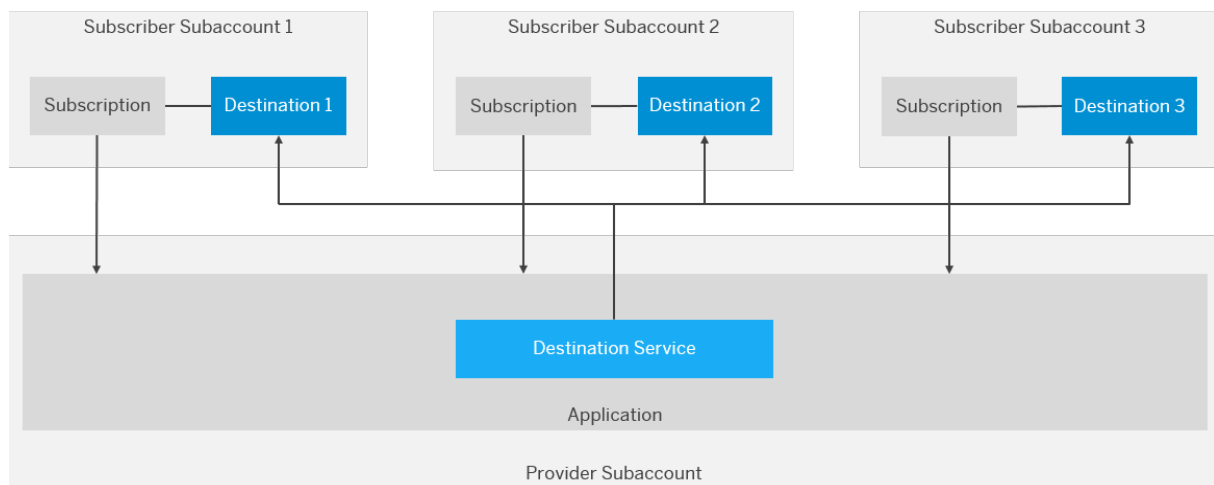 Subscriber Subaccount 1
Subscriber Subaccount 2
Subscriber Subaccount 3
Subscription
Destination 1
Subscription
Destination 2
Subscription
Destination 3
Destination Service
Application
Provider Subaccount